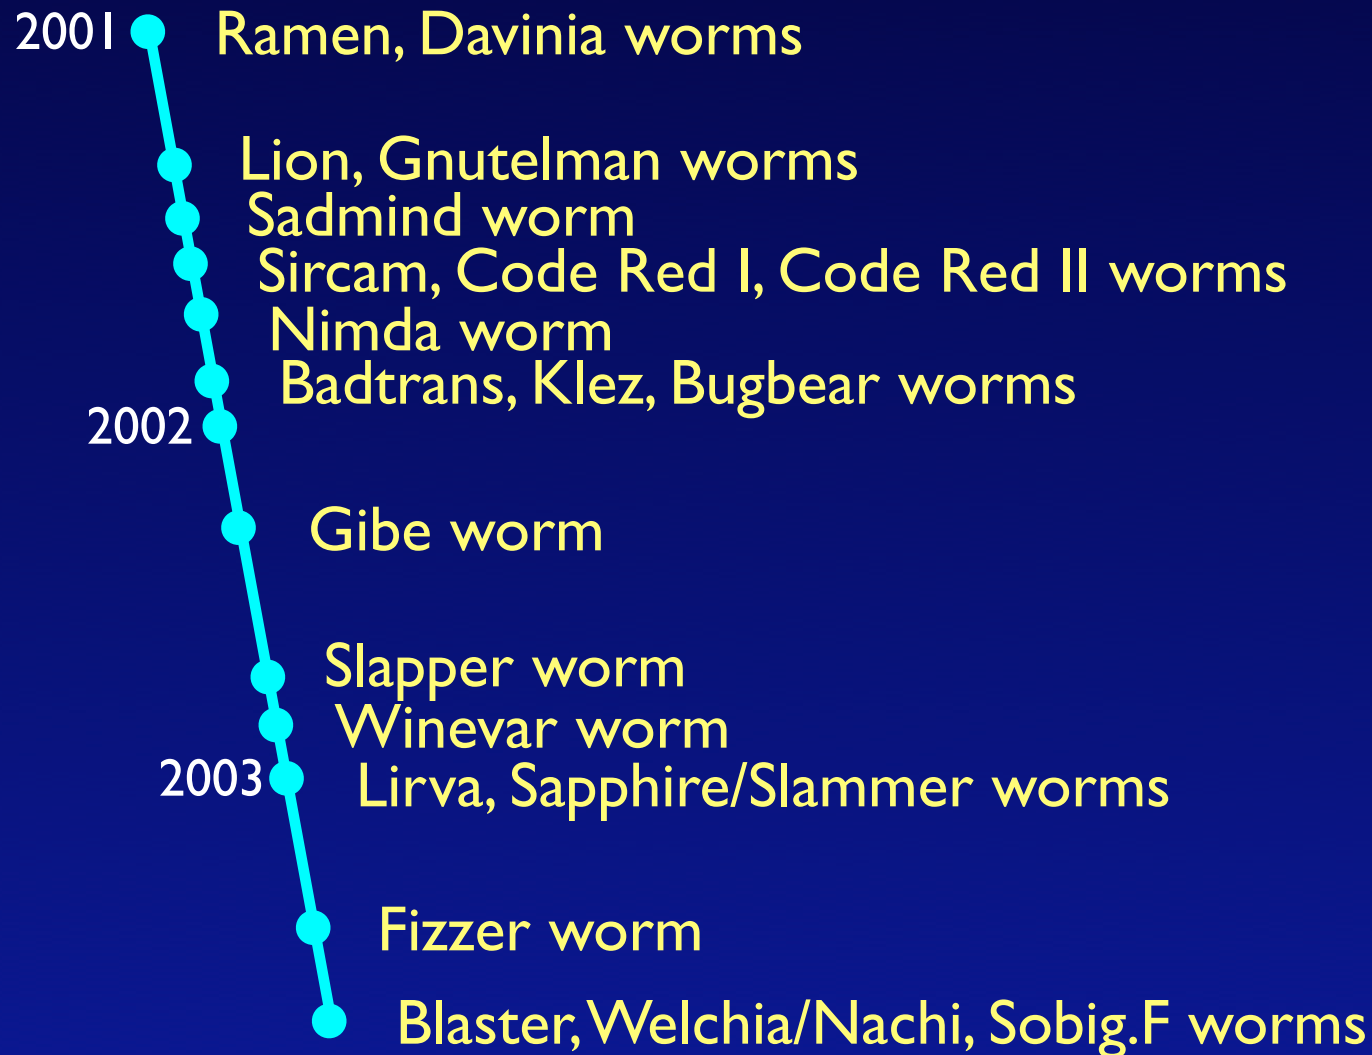 2001 Ramen, Davinia worms
Lion, Gnutelman worms
Sadmind worm
Sircam, Code Red I, Code Red II worms
Nimda worm
Badtrans, Klez, Bugbear worms
2002
Gibe worm
Slapper worm
Winevar worm
2003 Lirva, Sapphire/Slammer worms
Fizzer worm
Blaster, Welchia/Nachi, Sobig.F worms